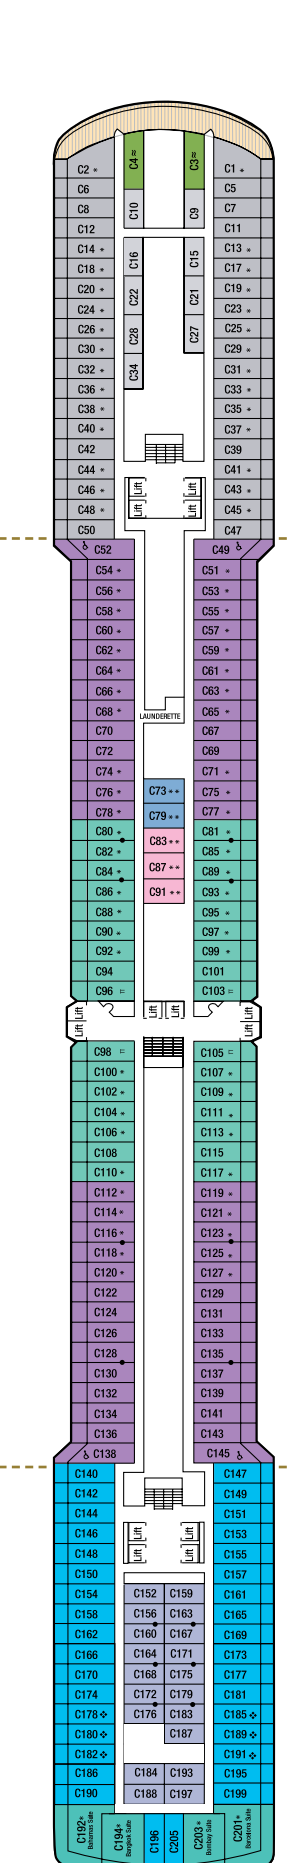 C2 * C4 ≈ C3 ≈ C1 *
C6 C5
C8 C10 C9 C7
C12 C11
C14 * C16 C15 C13 *
C18 * C17 *
C20 * C22 C21 C19 *
C24 * C23 *
C26 * C28 C27 C25 *
C30 * C29 *
C32 * C34 C31 *
C36 * C33 *
C38 * C35 *
C40 * C37 *
C42 C39
C44 * C41 *
C46 * Lift Lift C43 *
C48 * Lift Lift C45 *
C50 C47
C52 C49
C54 * C51 *
C56 * C53 *
C58 * C55 *
C60 * C57 *
C62 * C59 *
C64 * C61 *
C66 * C63 *
C68 * LAUNDERETTE C65 *
C70 C67
C72 C69
C74 * C71 *
C76 * C73 ** C75 *
C78 * C79 ** C77 *
C80 * C81 *
C82 * C83 ** C85 *
C84 * C87 ** C89 *
C86 * C91 ** C93 *
C88 * C95 *
C90 * C97 *
C92 * C99 *
C94 C101
C96 C103
Lift Lift Lift Lift
Lift Lift
C98 C105
C100 * C107 *
C102 * C109 *
C104 * C111 *
C106 * C113 *
C108 C115
C110 * C117 *
C112 * C119 *
C114 * C121 *
C116 * C123 *
C118 * C125 *
C120 * C127 *
C122 C129
C124 C131
C126 C133
C128 C135
C130 C137
C132 C139
C134 C141
C136 C143
C138 C145
C140 C147
C142 C149
C144 C151
C146 Lift Lift C153
C148 Lift Lift C155
C150 C157
C154 C152 C159 C161
C158 C156 C163 C165
C162 C160 C167 C169
C166 C164 C171 C173
C170 C168 C175 C177
C174 C172 C179 C181
C178 ❖ C176 C183 C185 ❖
C180 ❖ C187 C189 ❖
C182 ❖ C191 ❖
C186 C184 C193 C195
C190 C188 C197 C199
C192*
Bahamas Suite
C194*
Bangkok Suite
C196
C205
C203*
Bombay Suite
C201*
Barcelona Suite